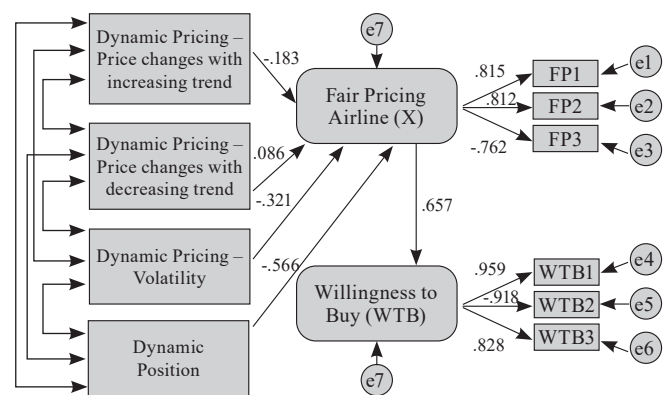 Dynamic Pricing –
Price changes with
increasing trend
Dynamic Pricing –
Price changes with
decreasing trend
Dynamic Pricing –
Volatility
Dynamic
Position
-.183
.086
-.321
-.566
e7
Fair Pricing
Airline (X)
.657
Willingness to
Buy (WTB)
e7
.815
.812
-.762
FP1
FP2
FP3
e1
e2
e3
.959
-.918
.828
WTB1
WTB2
WTB3
e4
e5
e6